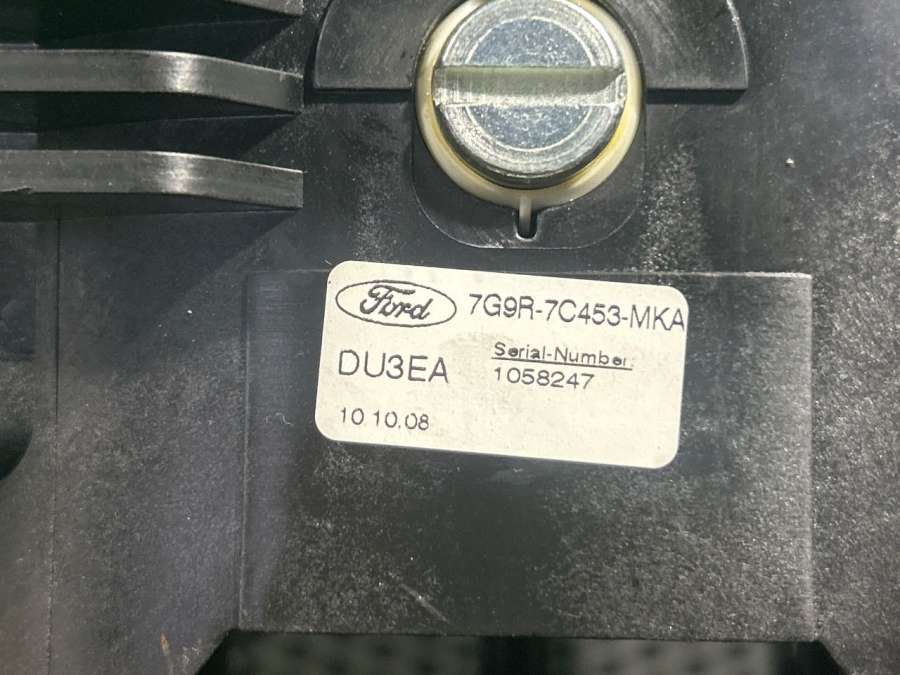 Ford 7G9R-7C453-MKA
DU3EA Serial-Number:
1058247
10.10.08